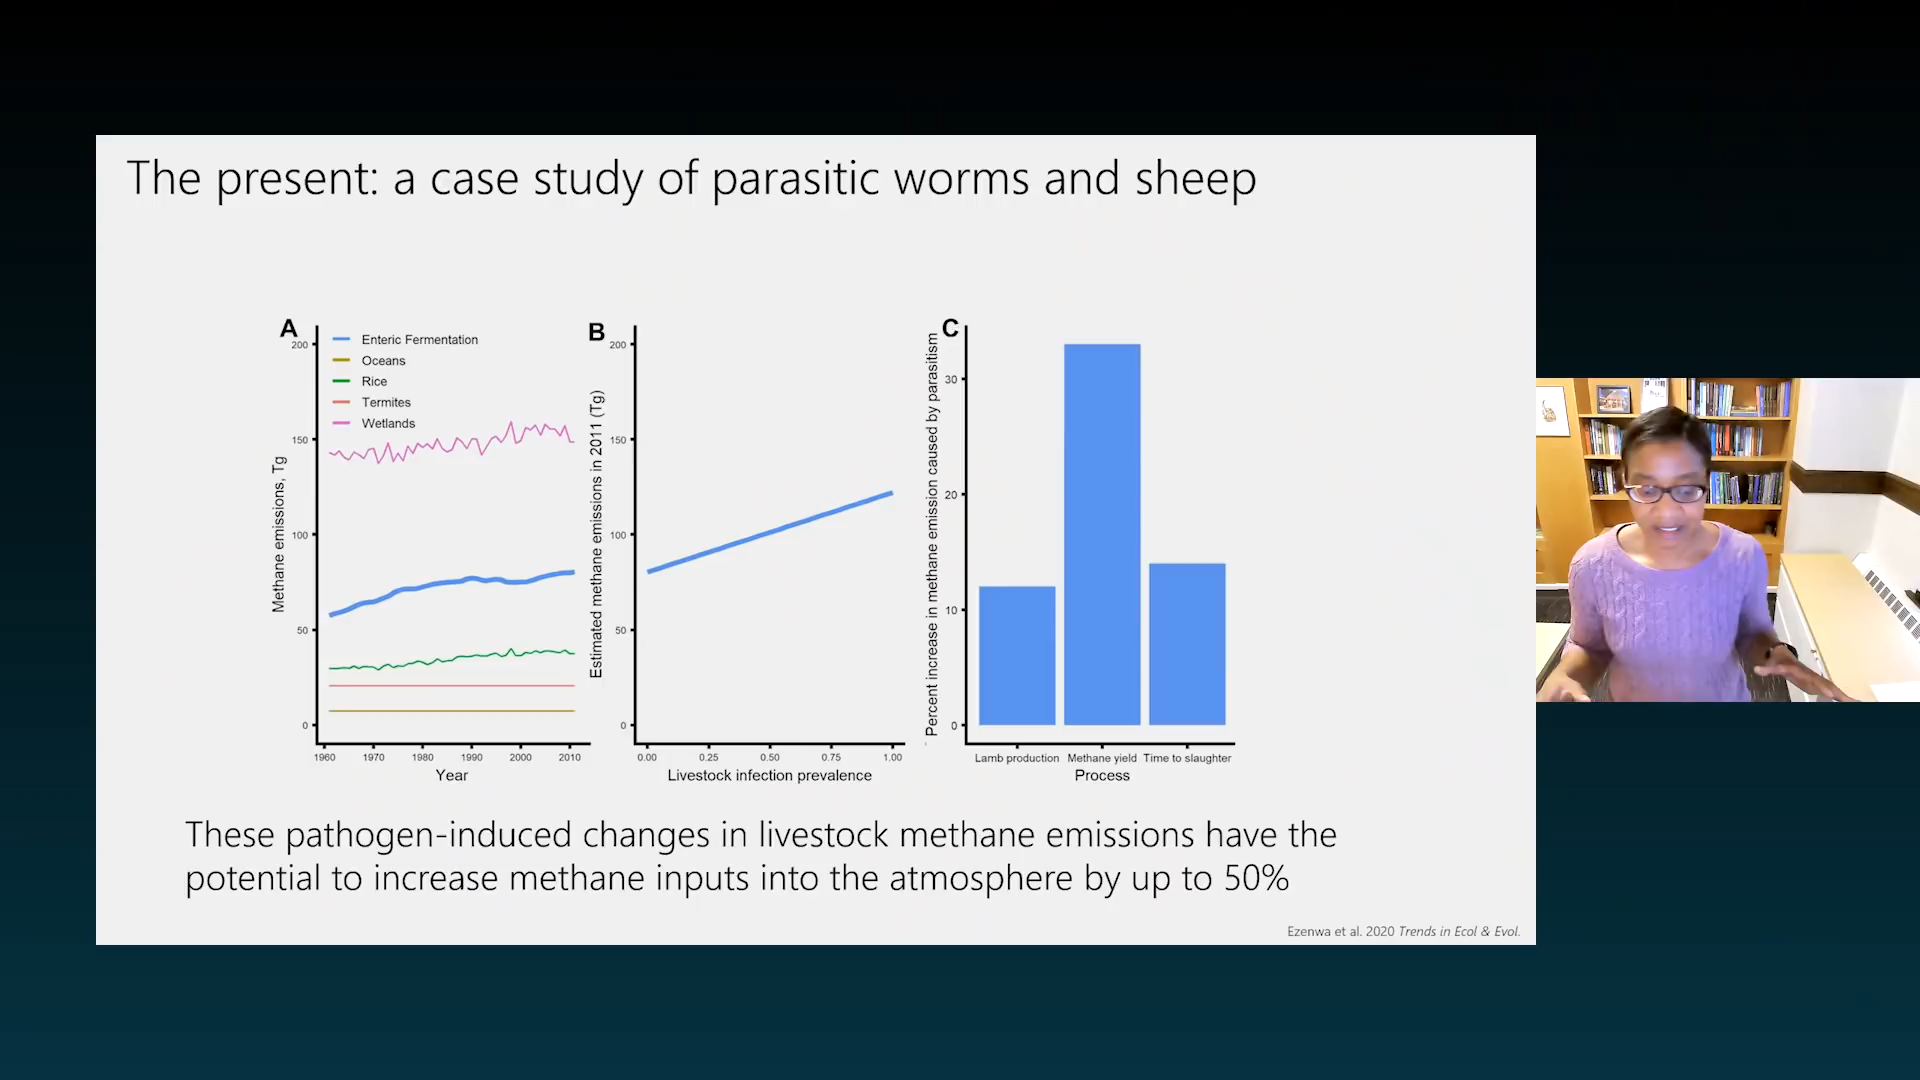 The present: a case study of parasitic worms and sheep
A
Methane emissions, Tg
200
150
100
50
0
Enteric Fermentation
Oceans
Rice
Termites
Wetlands
1960 1970 1980 1990 2000 2010
Year
B
Estimated methane emissions in 2011 (Tg)
200
150
100
50
0
0.00 0.25 0.50 0.75 1.00
Livestock infection prevalence
C
Percent increase in methane emission caused by parasitism
30
20
10
0
Lamb production Methane yield Time to slaughter
Process
These pathogen-induced changes in livestock methane emissions have the
potential to increase methane inputs into the atmosphere by up to 50%
Ezenwa et al. 2020 Trends in Ecol & Evol.